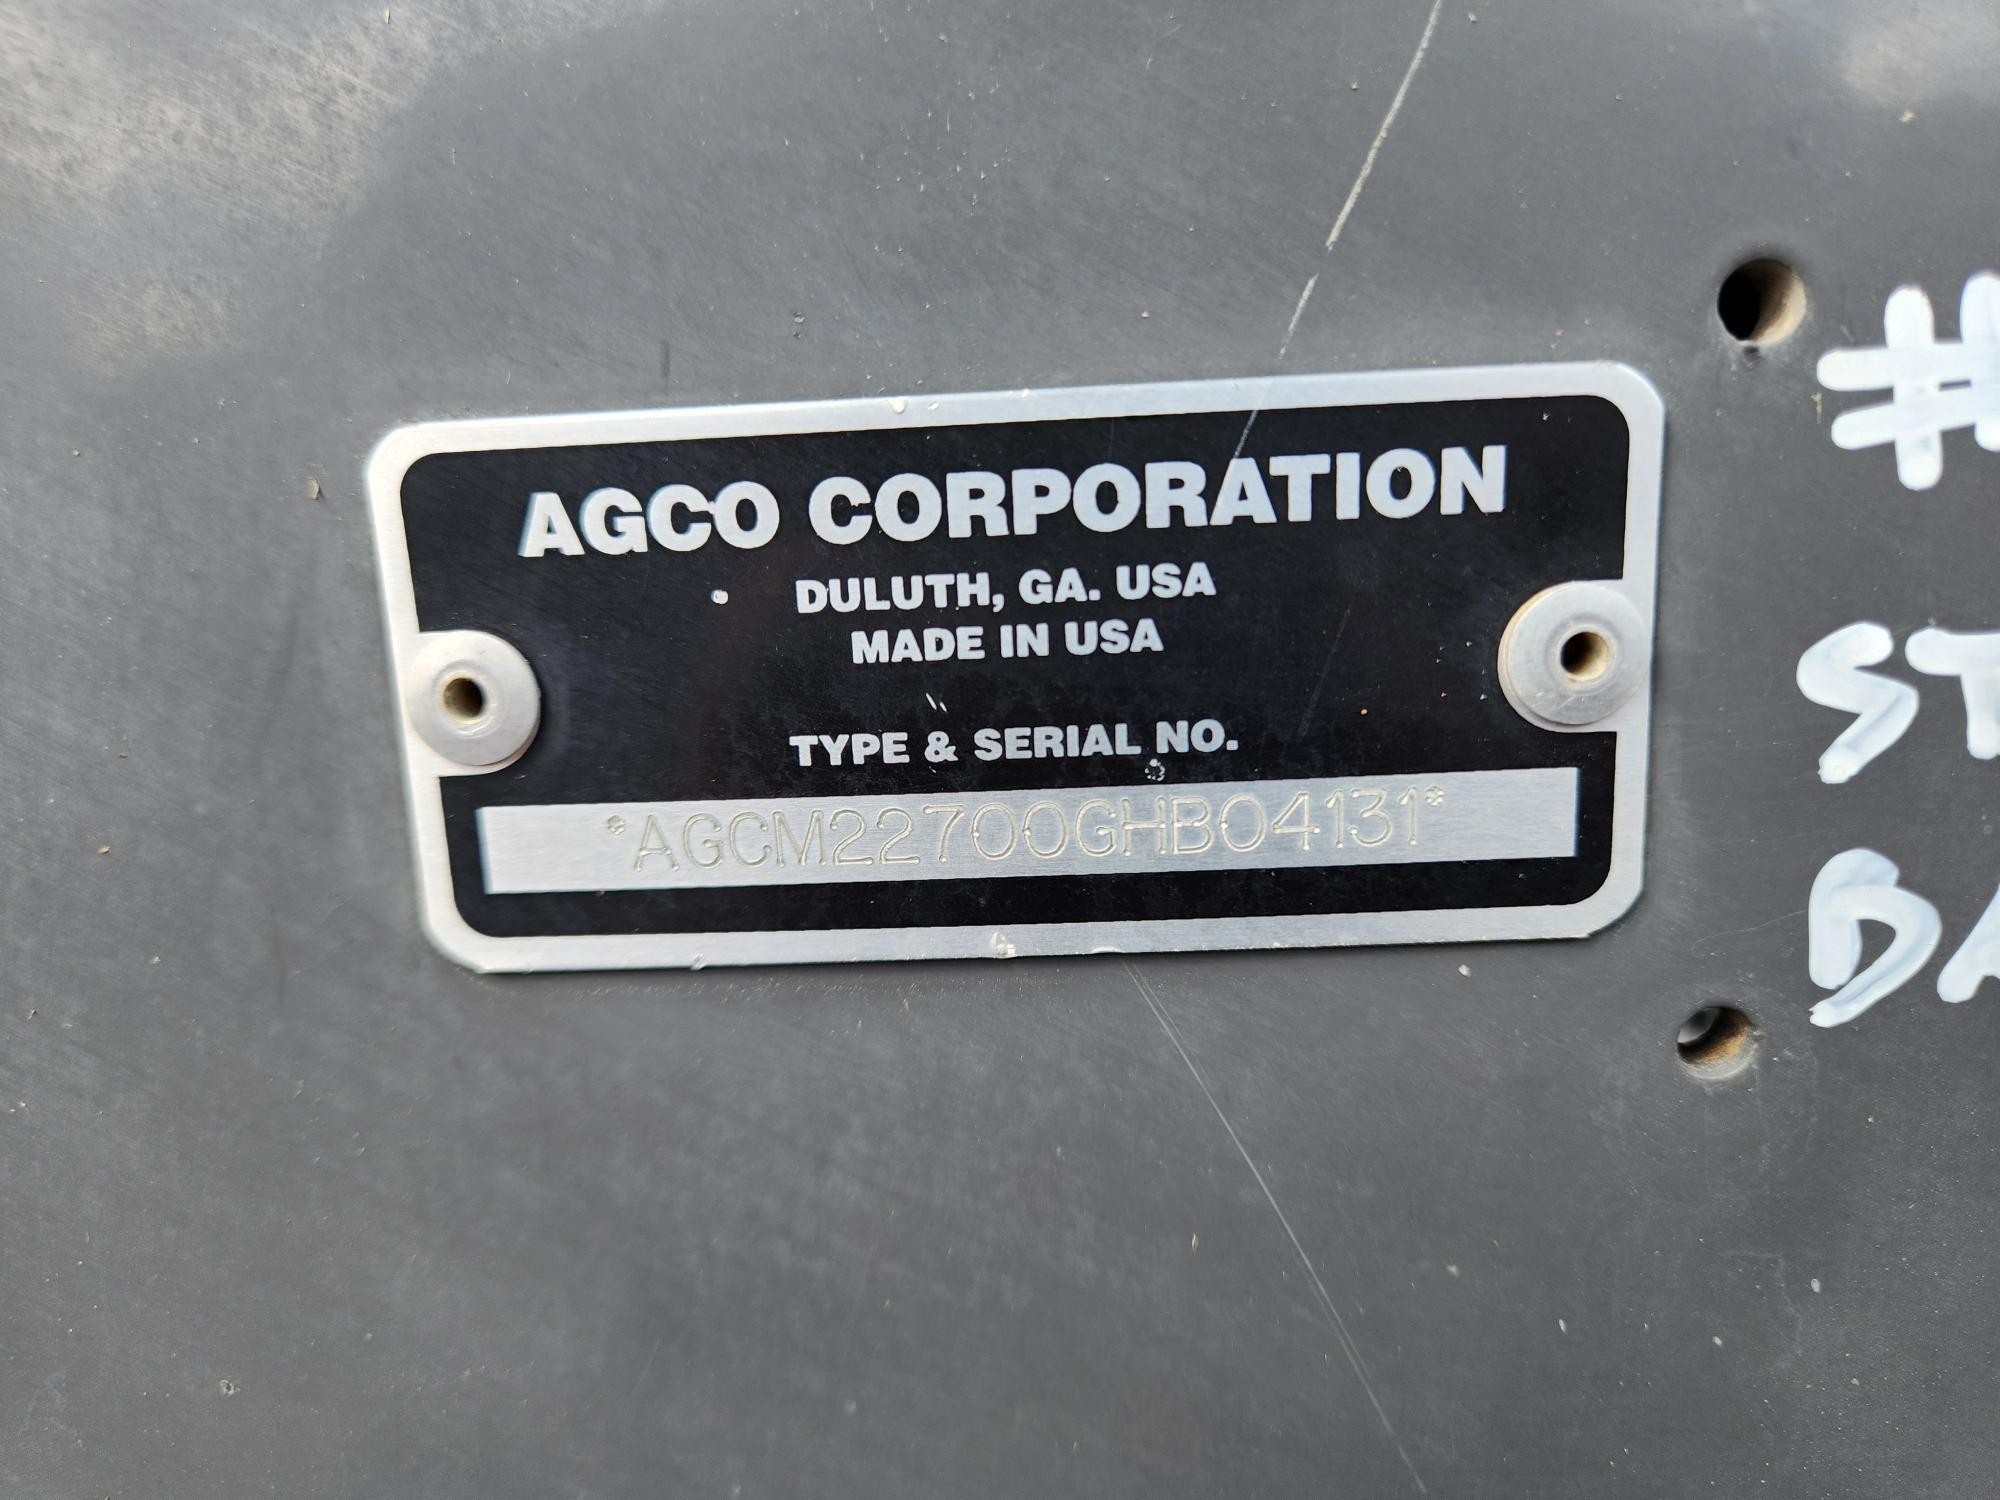 AGCO CORPORATION
DULUTH, GA. USA
MADE IN USA
TYPE & SERIAL NO.
*AGCM22700GHB04131*
#